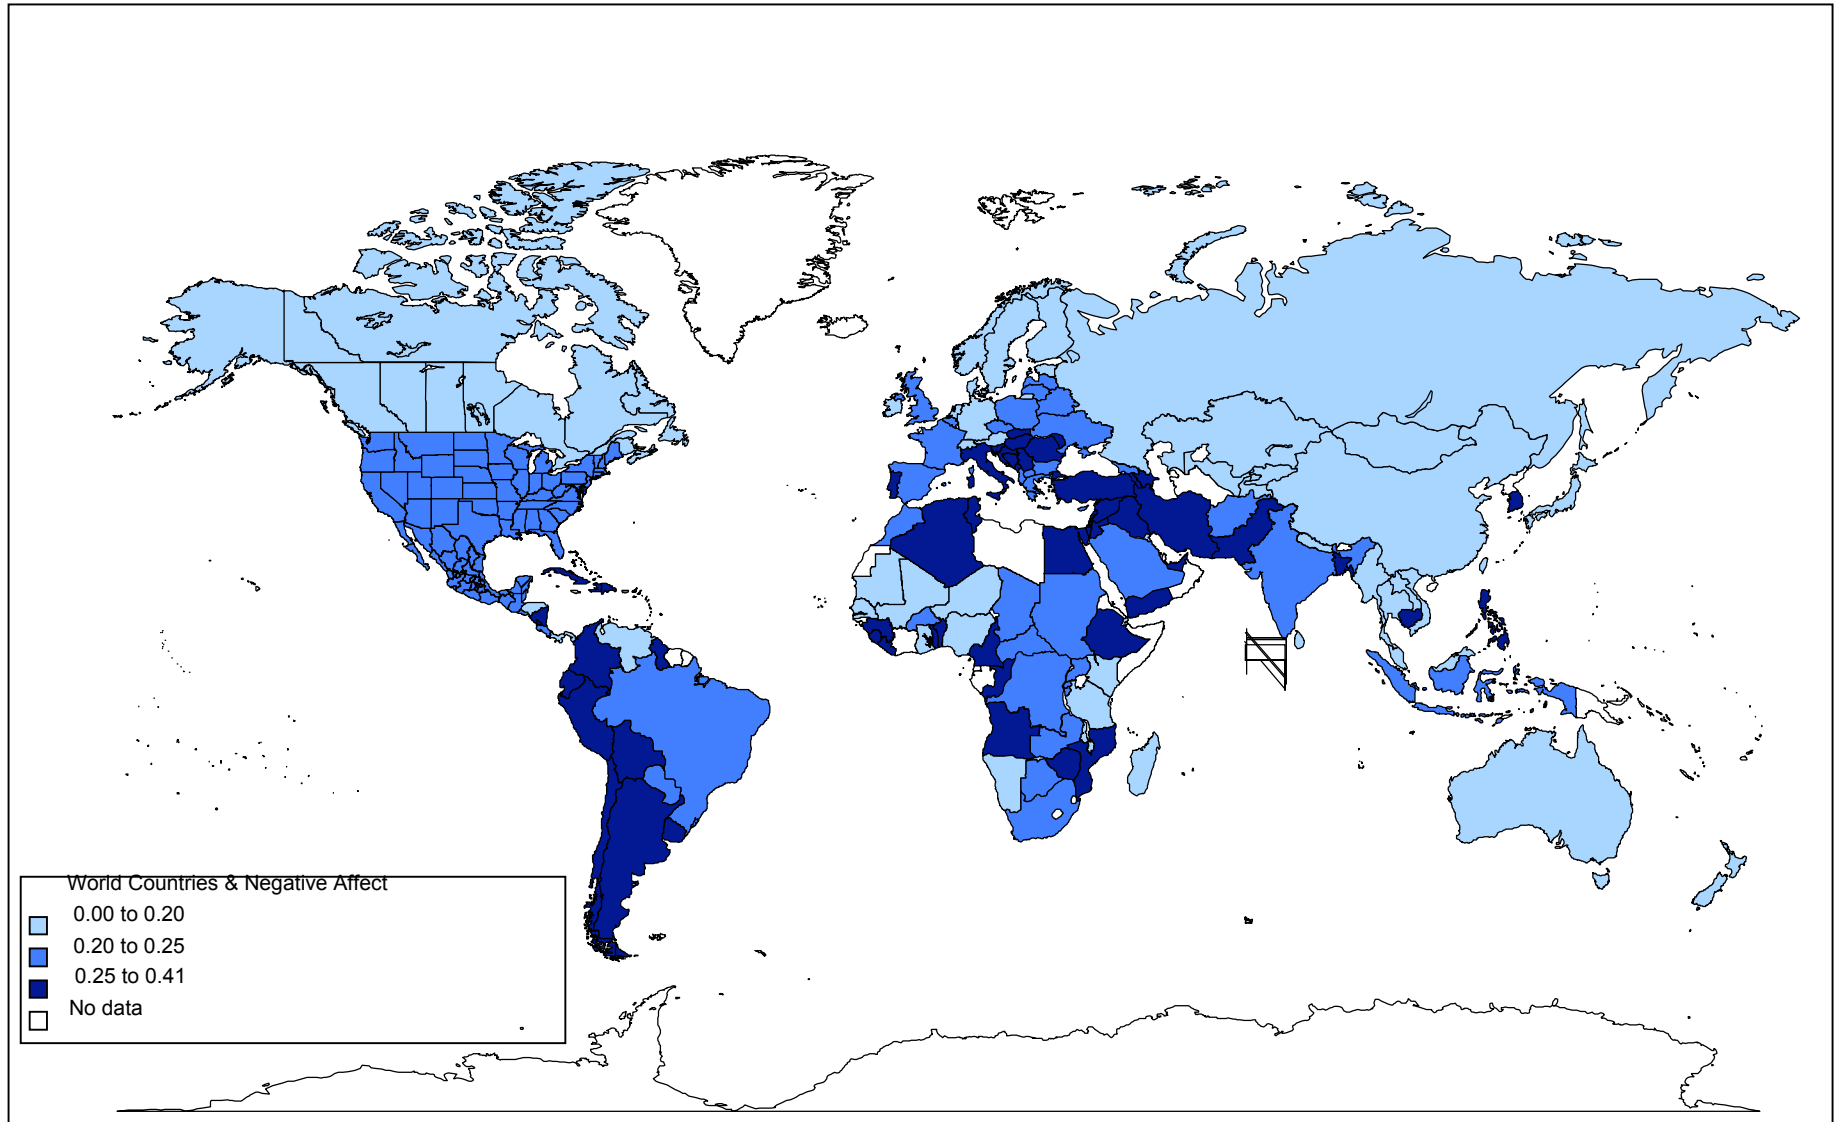 World Countries & Negative Affect
0.00 to 0.20
0.20 to 0.25
0.25 to 0.41
No data